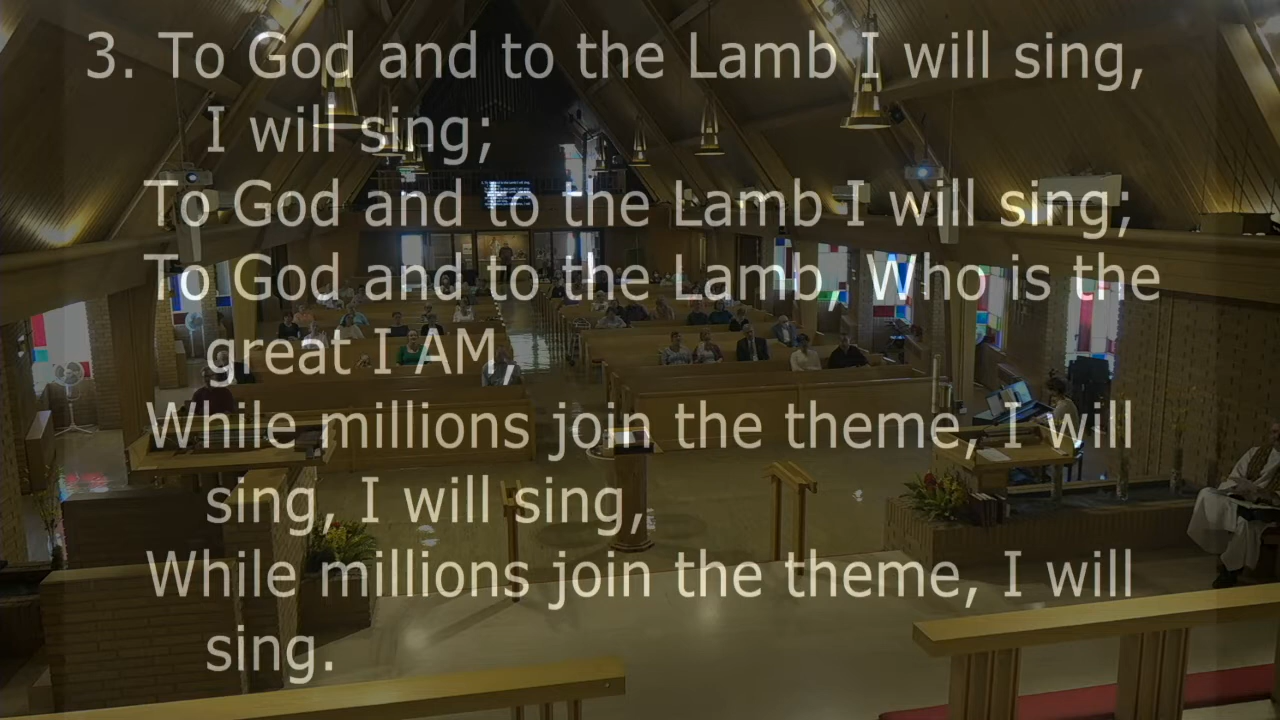 3. To God and to the Lamb I will sing,
I will sing;
To God and to the Lamb I will sing;
To God and to the Lamb, Who is the
great I AM,
While millions join the theme, I will
sing, I will sing,
While millions join the theme, I will
sing.